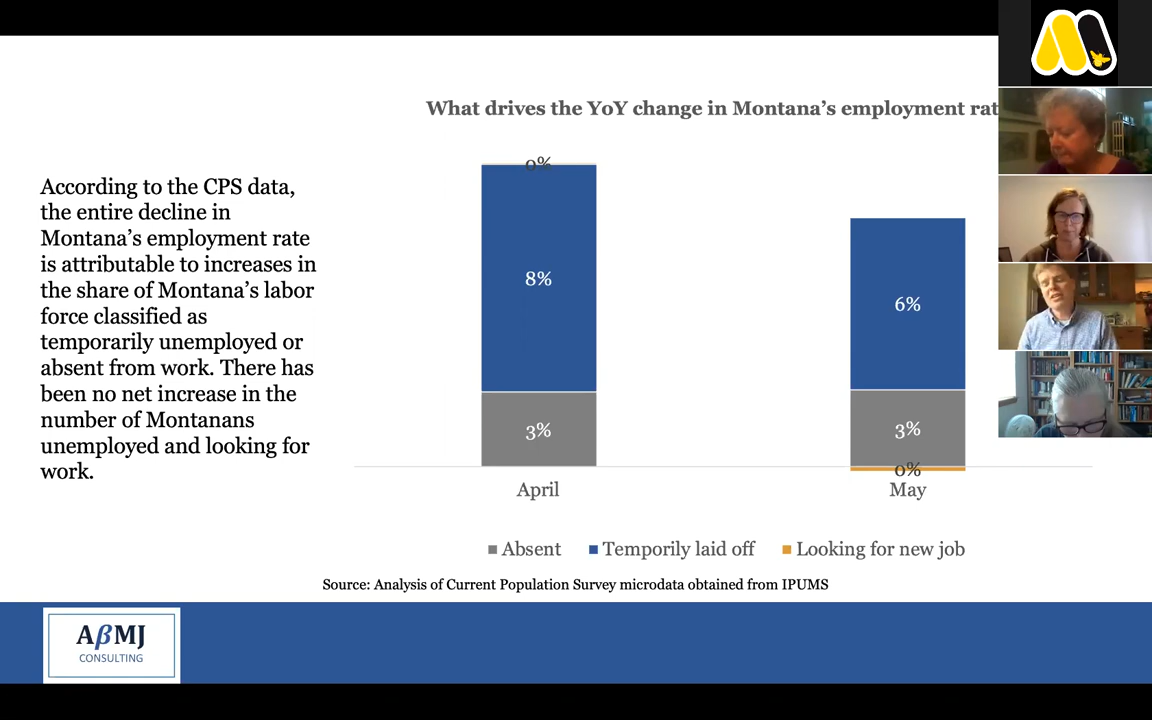 What drives the YoY change in Montana's employment rat
According to the CPS data,
the entire decline in
Montana's employment rate
is attributable to increases in
the share of Montana's labor
force classified as
temporarily unemployed or
absent from work. There has
been no net increase in the
number of Montanans
unemployed and looking for
work.
0%
8%
3%
6%
3%
0%
April
May
Absent
Temporily laid off
Looking for new job
Source: Analysis of Current Population Survey microdata obtained from IPUMS
AβMJ
CONSULTING